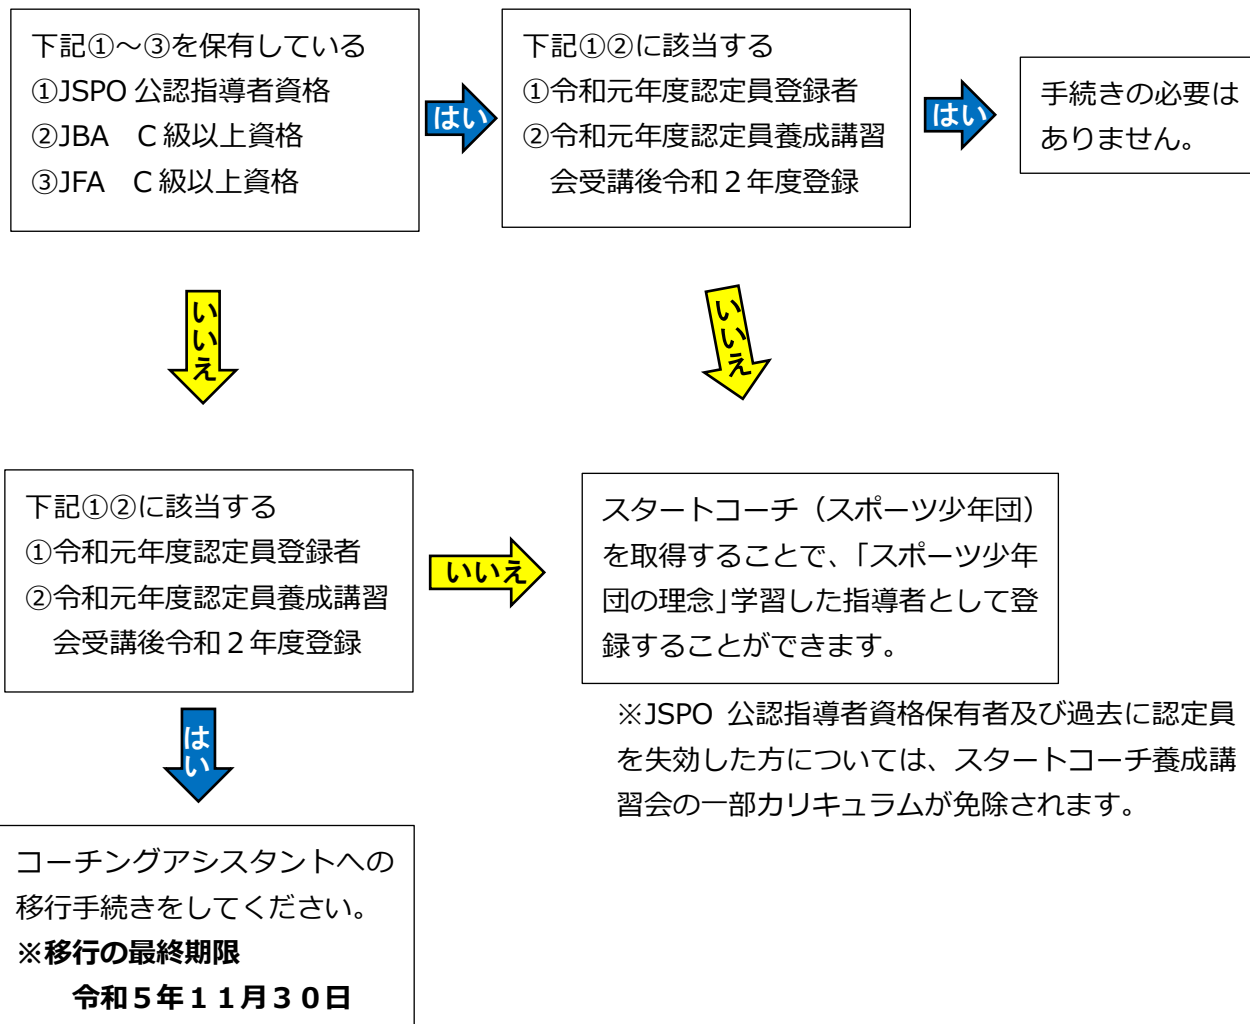 下記①～③を保有している
①JSPO 公認指導者資格
②JBA　C 級以上資格
③JFA　C 級以上資格
はい
下記①②に該当する
①令和元年度認定員登録者
②令和元年度認定員養成講習
会受講後令和２年度登録
はい
手続きの必要は
ありません。
いいえ
いいえ
下記①②に該当する
①令和元年度認定員登録者
②令和元年度認定員養成講習
会受講後令和２年度登録
いいえ
スタートコーチ（スポーツ少年団）
を取得することで、「スポーツ少年
団の理念」学習した指導者として登
録することができます。
※JSPO 公認指導者資格保有者及び過去に認定員
を失効した方については、スタートコーチ養成講
習会の一部カリキュラムが免除されます。
はい
コーチングアシスタントへの
移行手続きをしてください。
※移行の最終期限
令和５年１１月３０日